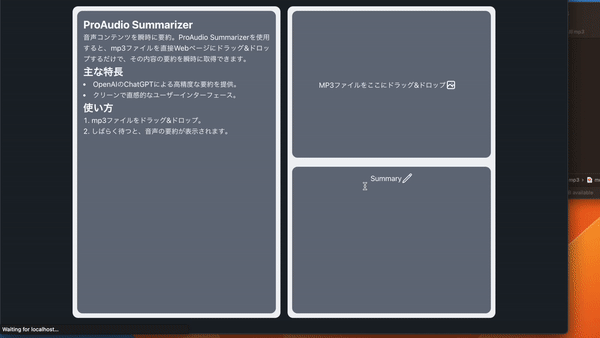 ProAudio Summarizer
音声コンテンツを瞬時に要約。ProAudio Summarizerを使用
すると、mp3ファイルを直接Webページにドラッグ&ドロッ
プするだけで、その内容の要約を瞬時に取得できます。
主な特長
• OpenAIのChatGPTによる高精度な要約を提供。
• クリーンで直感的なユーザーインターフェース。
使い方
1. mp3ファイルをドラッグ&ドロップ。
2. しばらく待つと、音声の要約が表示されます。
MP3ファイルをここにドラッグ&ドロップ
Summary
Waiting for localhost...
mp3
available